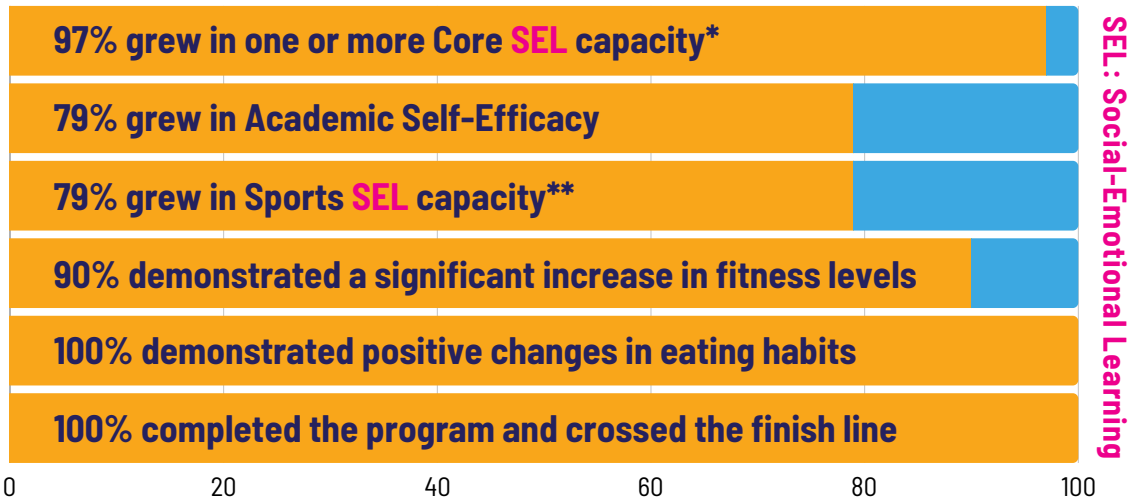 97% grew in one or more Core SEL capacity*
79% grew in Academic Self-Efficacy
79% grew in Sports SEL capacity**
90% demonstrated a significant increase in fitness levels
100% demonstrated positive changes in eating habits
100% completed the program and crossed the finish line
0 20 40 60 80 100
SEL: Social-Emotional Learning